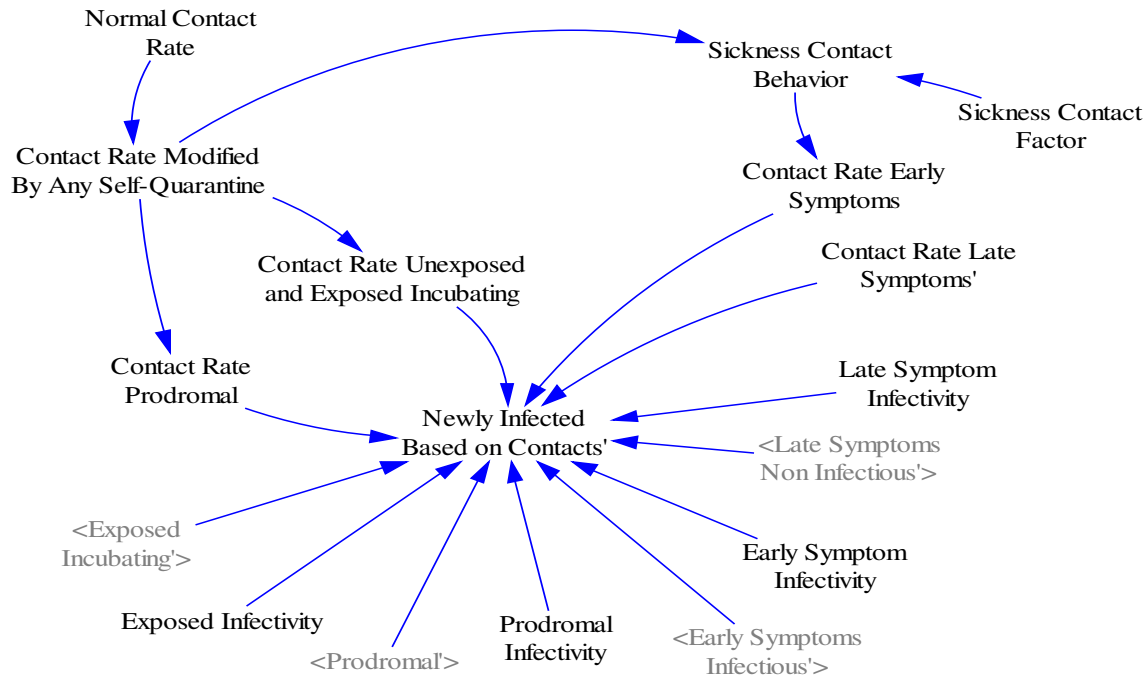 Normal Contact
Rate
Sickness Contact
Behavior
Sickness Contact
Factor
Contact Rate Modified
By Any Self-Quarantine
Contact Rate Early
Symptoms
Contact Rate Unexposed
and Exposed Incubating
Contact Rate Late
Symptoms'
Contact Rate
Prodromal
Late Symptom
Infectivity
Newly Infected
Based on Contacts'
<Late Symptoms
Non Infectious'>
<Exposed
Incubating'>
Early Symptom
Infectivity
Exposed Infectivity
Prodromal
Infectivity
<Prodromal'>
<Early Symptoms
Infectious'>